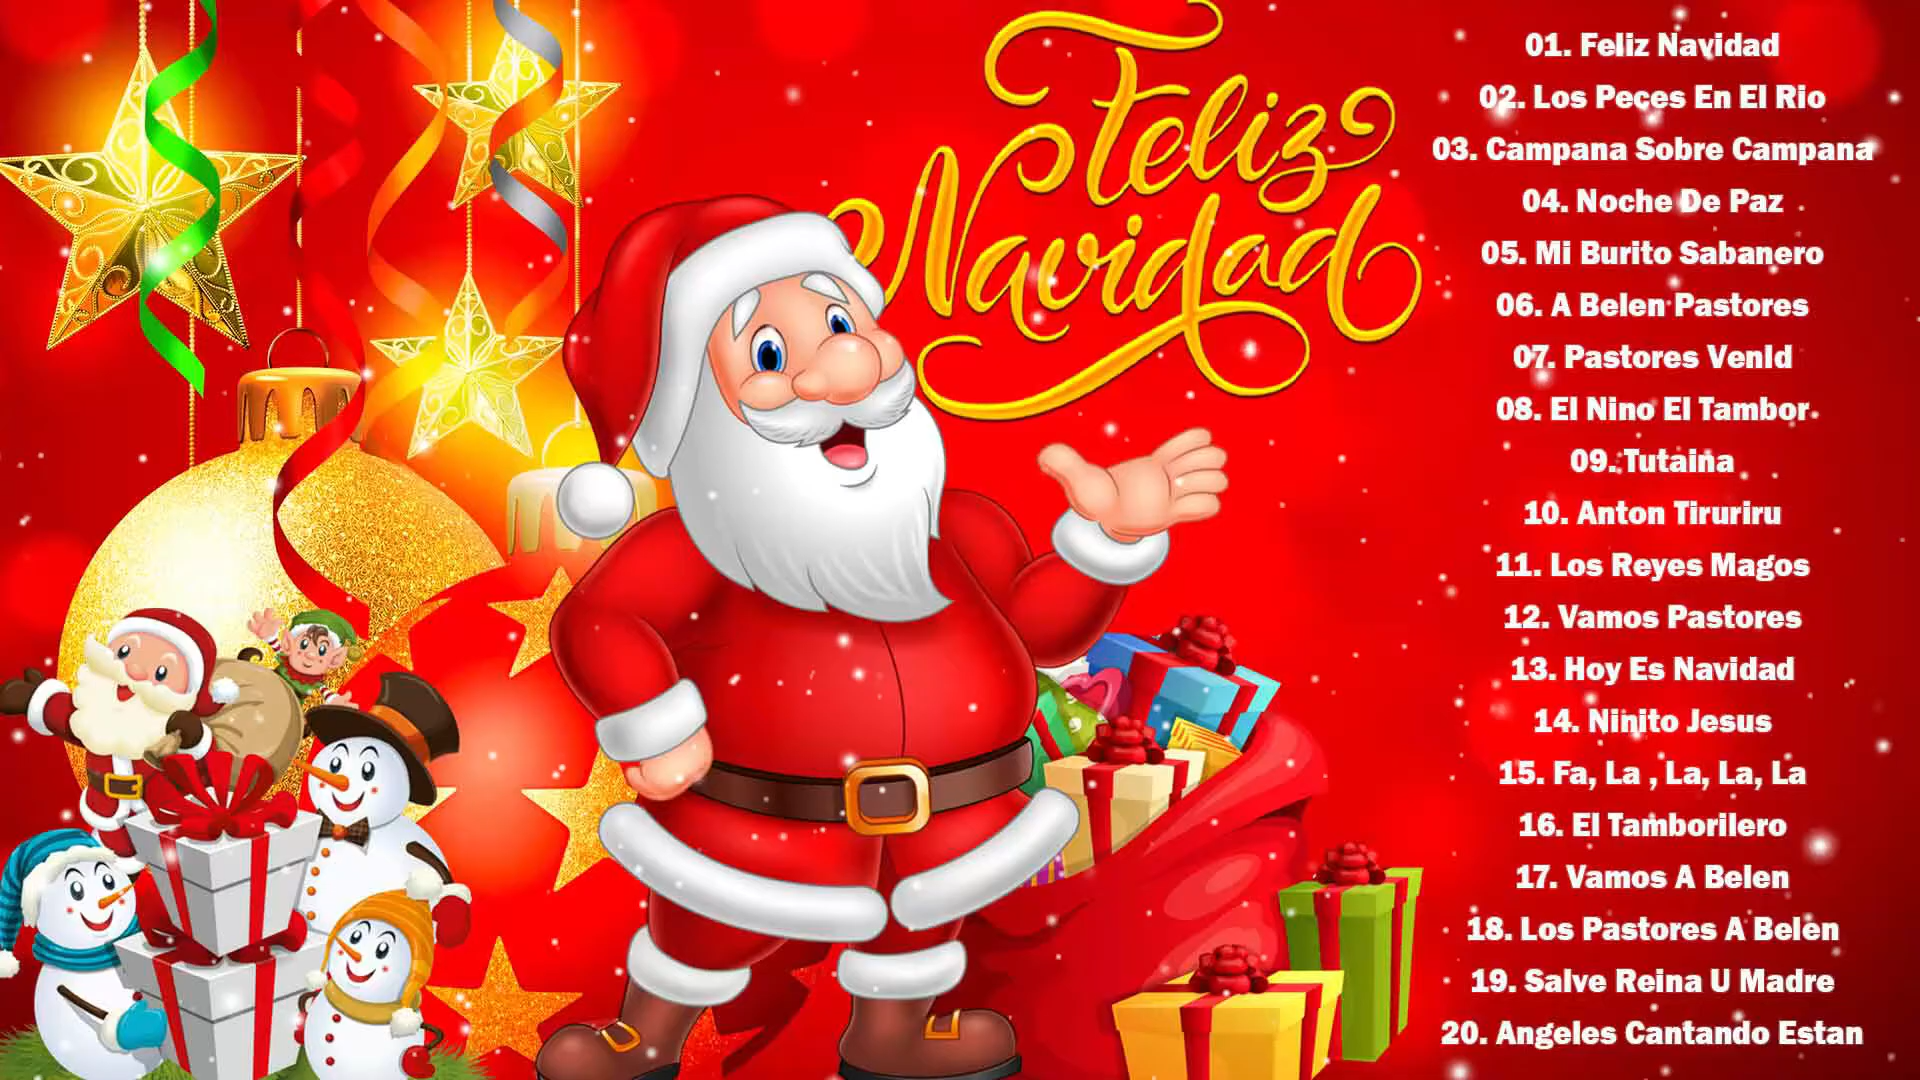 Feliz
Navidad
01. Feliz Navidad
02. Los Peces En El Rio
03. Campana Sobre Campana
04. Noche De Paz
05. Mi Burito Sabanero
06. A Belen Pastores
07. Pastores VenId
08. El Nino El Tambor
09. Tutaina
10. Anton Tiruriru
11. Los Reyes Magos
12. Vamos Pastores
13. Hoy Es Navidad
14. Ninito Jesus
15. Fa, La , La, La, La
16. El Tamborilero
17. Vamos A Belen
18. Los Pastores A Belen
19. Salve Reina U Madre
20. Angeles Cantando Estan